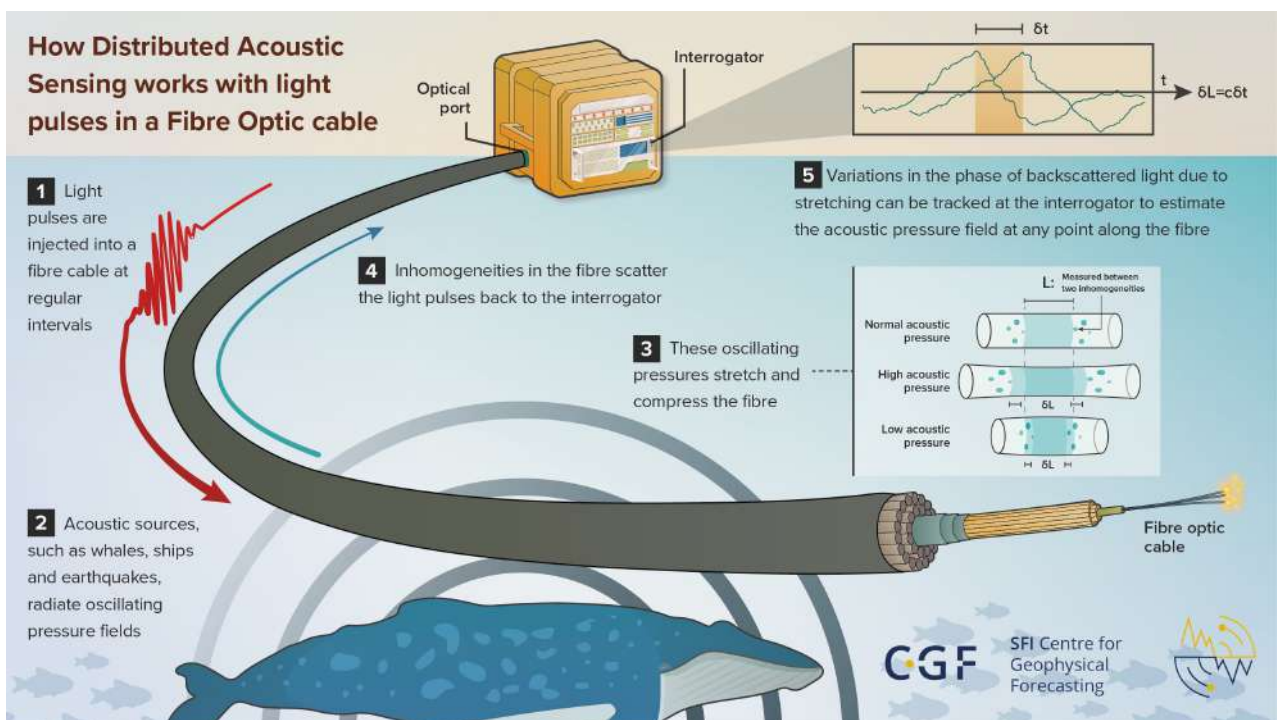 How Distributed Acoustic
Sensing works with light
pulses in a Fibre Optic cable
Optical
port
Interrogator
δt
t
δL=cδt
1 Light
pulses are
injected into a
fibre cable at
regular
intervals
5 Variations in the phase of backscattered light due to
stretching can be tracked at the interrogator to estimate
the acoustic pressure field at any point along the fibre
4 Inhomogeneities in the fibre scatter
the light pulses back to the interrogator
3 These oscillating
pressures stretch and
compress the fibre
L: Measured between
two inhomogeneities
Normal acoustic
pressure
High acoustic
pressure
δL
Low acoustic
pressure
δL
2 Acoustic sources,
such as whales, ships
and earthquakes,
radiate oscillating
pressure fields
Fibre optic
cable
CGF
SFI Centre for
Geophysical
Forecasting